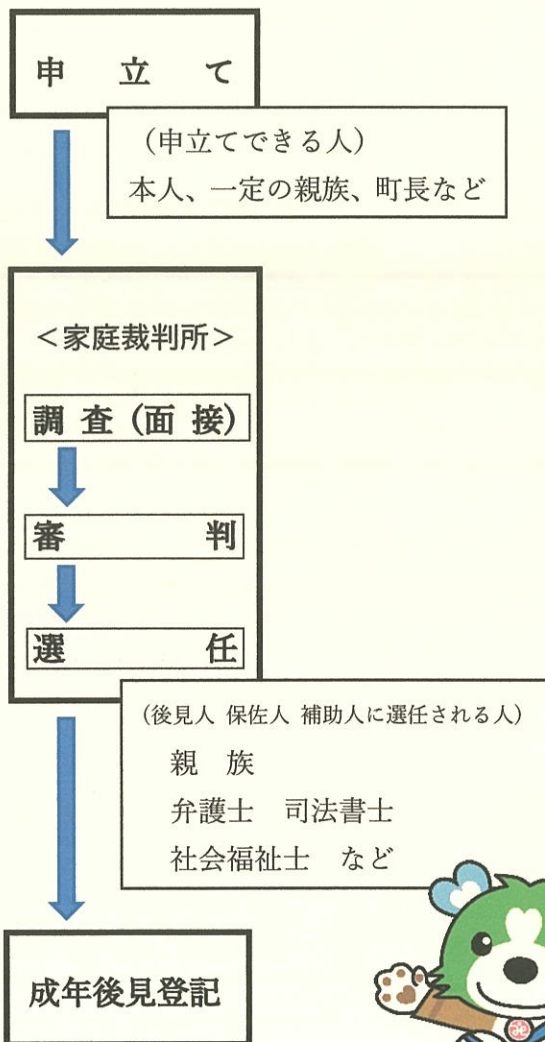 申立て
（申立てできる人）
本人、一定の親族、町長など
＜家庭裁判所＞
調査（面接）
審判
選任
（後見人 保佐人 補助人に選任される人）
親　族
弁護士　司法書士
社会福祉士　など
成年後見登記